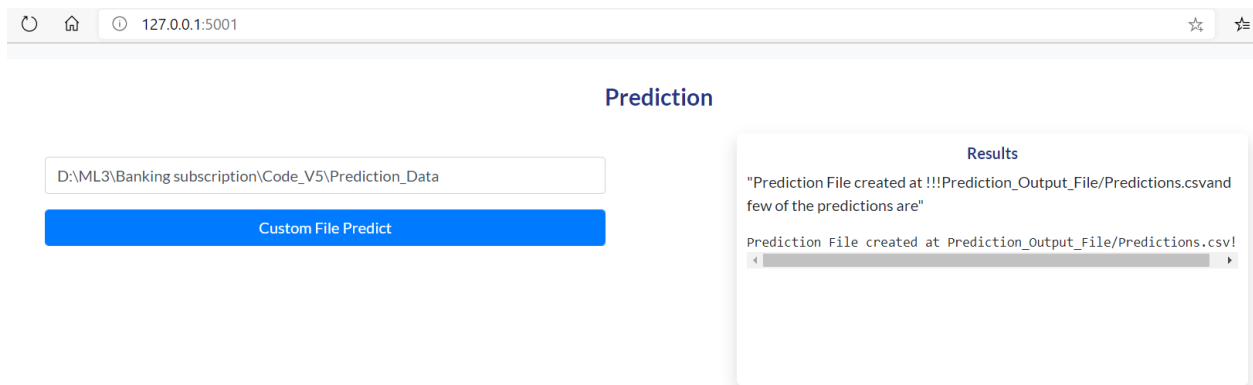 127.0.0.1:5001
Prediction
D:\ML3\Banking subscription\Code_V5\Prediction_Data
Custom File Predict
Results
"Prediction File created at !!!Prediction_Output_File/Predictions.csvand
few of the predictions are"
Prediction File created at Prediction_Output_File/Predictions.csv!